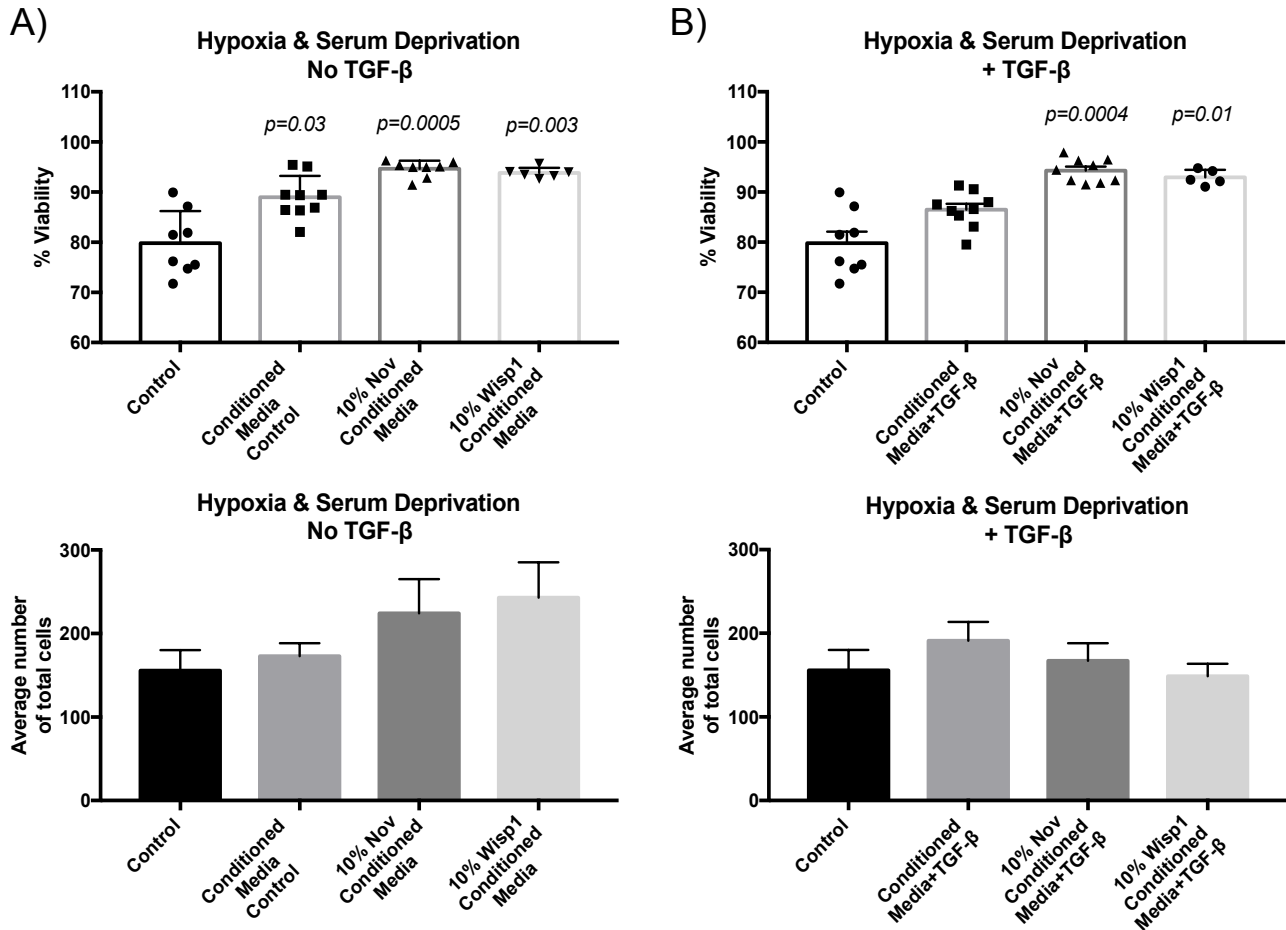 A)
Hypoxia & Serum Deprivation
No TGF-β
110
100
90
80
70
60
% Viability
p=0.03
p=0.0005
p=0.003
Control
Conditioned
Media
Control
10% Nov
Conditioned
Media
10% Wisp1
Conditioned
Media
B)
Hypoxia & Serum Deprivation
+ TGF-β
110
100
90
80
70
60
% Viability
p=0.0004
p=0.01
Control
Conditioned
Media+TGF-β
10% Nov
Conditioned
Media+TGF-β
10% Wisp1
Conditioned
Media+TGF-β
Hypoxia & Serum Deprivation
No TGF-β
300
200
100
0
Average number
of total cells
Control
Conditioned
Media
Control
10% Nov
Conditioned
Media
10% Wisp1
Conditioned
Media
Hypoxia & Serum Deprivation
+ TGF-β
300
200
100
0
Average number
of total cells
Control
Conditioned
Media+TGF-β
10% Nov
Conditioned
Media+TGF-β
10% Wisp1
Conditioned
Media+TGF-β